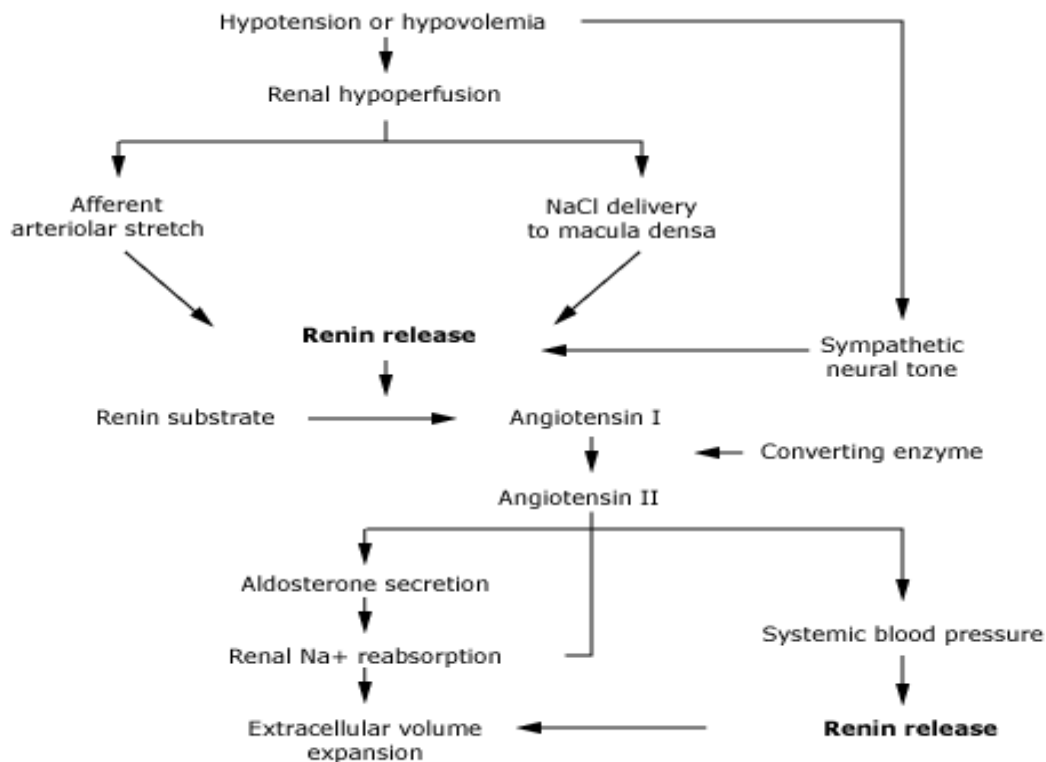 Hypotension or hypovolemia
Renal hypoperfusion
Afferent
arteriolar stretch
NaCl delivery
to macula densa
Renin release
Sympathetic
neural tone
Renin substrate
Angiotensin I
Converting enzyme
Angiotensin II
Aldosterone secretion
Systemic blood pressure
Renal Na+ reabsorption
Extracellular volume
expansion
Renin release